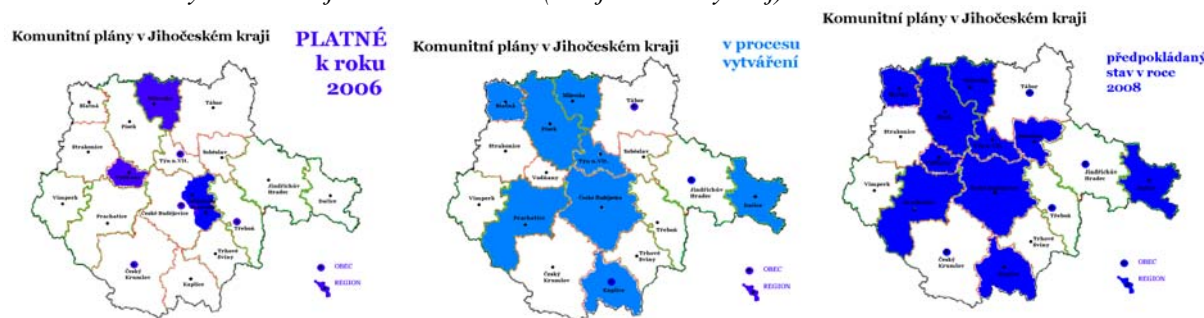 Komunitní plány v Jihočeském kraji
PLATNÉ
k roku
2006
Blatná
Milevsko
Tábor
Písek
Strakonice
Týn n.Vlt.
Soběslav
Vimperk
Prachatice
České Budějovice
Jindřichův
Hradec
Dačice
Třeboň
Český
Krumlov
Trhové
Sviny
Kaplice
OBEC
REGION
Komunitní plány v Jihočeském kraji
v procesu
vytváření
Blatná
Milevsko
Tábor
Písek
Strakonice
Týn n. Vlt.
Soběslav
Vodňany
Vimperk
Prachatice
České Budějovice
Jindřichův
Hradec
Dačice
Třeboň
Český
Krumlov
Trhové
Sviny
Kaplice
OBEC
REGION
Komunitní plány v Jihočeském kraji
předpokládaný
stav v roce
2008
Tábor
Strakonice
Vimperk
Jindřichův
Hradec
Třeboň
Český
Krumlov
Trhové
Sviny
OBEC
REGION